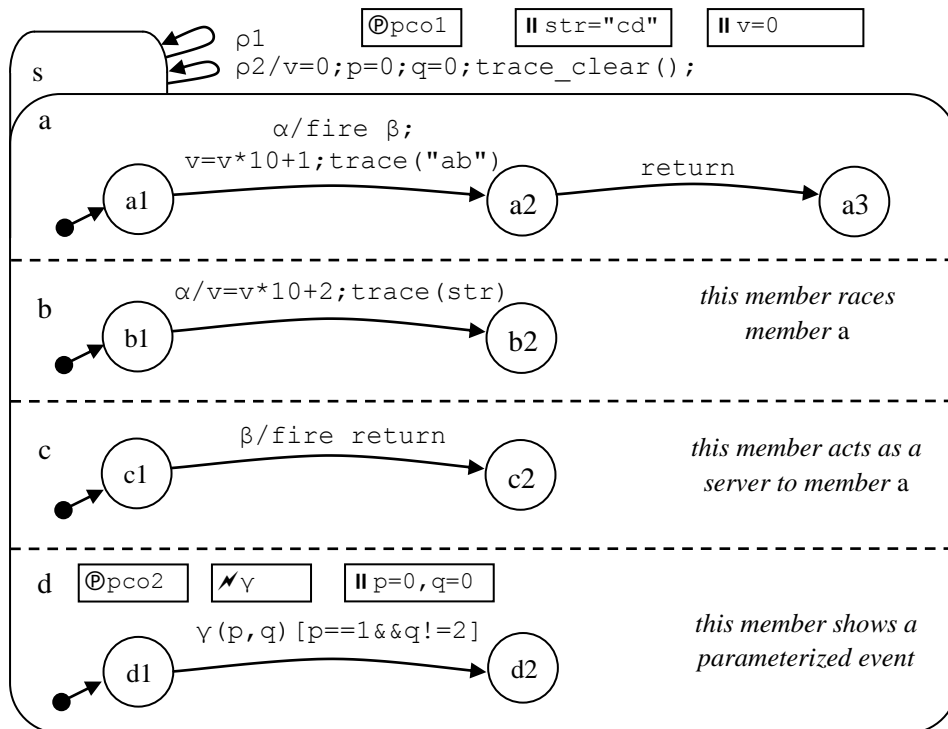 ρ1 Ⓟpco1 ⏸str="cd" ⏸v=0
s ρ2/v=0;p=0;q=0;trace_clear();
a
α/fire β;
v=v*10+1;trace("ab")
return
a1 a2 a3
b
α/v=v*10+2;trace(str)
b1 b2
this member races
member a
c
β/fire return
c1 c2
this member acts as a
server to member a
d Ⓟpco2 γ ⏸p=0,q=0
γ(p,q)[p==1&&q!=2]
d1 d2
this member shows a
parameterized event